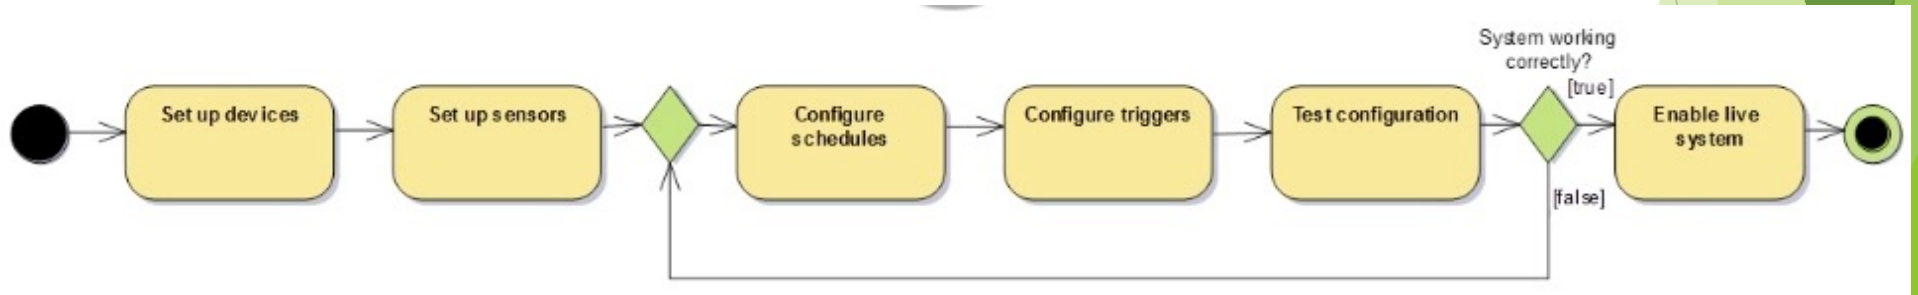 System working
correctly?
[true]
Set up devices
Set up sensors
Configure
schedules
Configure triggers
Test configuration
Enable live
system
[false]